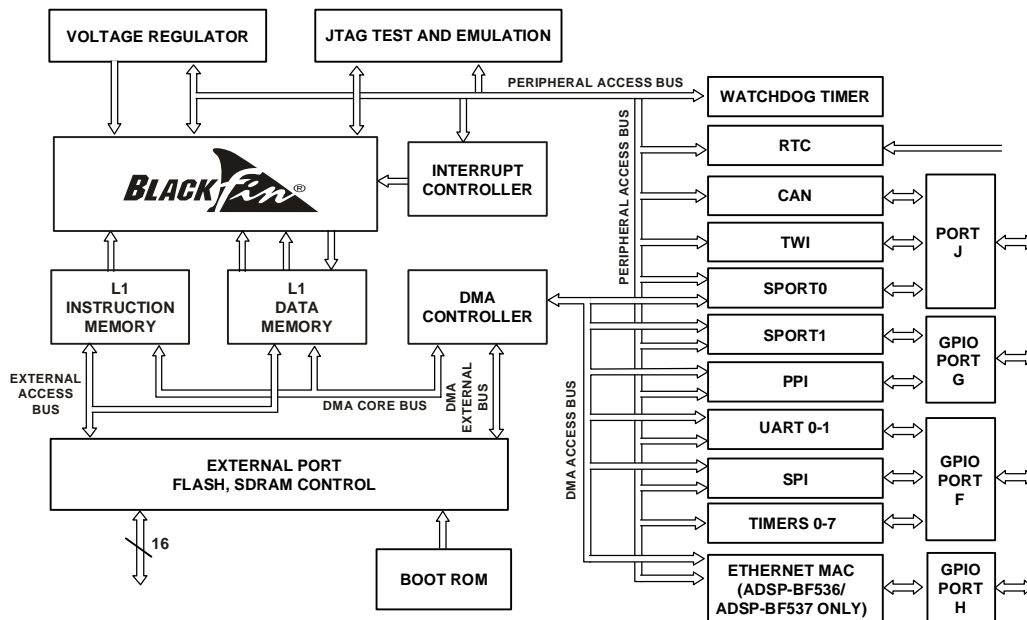 VOLTAGE REGULATOR
JTAG TEST AND EMULATION
PERIPHERAL ACCESS BUS
WATCHDOG TIMER
PERIPHERAL ACCESS BUS
RTC
BLACKfin®
INTERRUPT
CONTROLLER
CAN
TWI
PORT
J
SPORT0
L1
INSTRUCTION
MEMORY
L1
DATA
MEMORY
DMA
CONTROLLER
SPORT1
GPIO
PORT
G
PPI
EXTERNAL
ACCESS
BUS
DMA CORE BUS
DMA
EXTERNAL
BUS
DMA ACCESS BUS
UART 0-1
SPI
GPIO
PORT
F
TIMERS 0-7
EXTERNAL PORT
FLASH, SDRAM CONTROL
16
BOOT ROM
ETHERNET MAC
(ADSP-BF536/
ADSP-BF537 ONLY)
GPIO
PORT
H